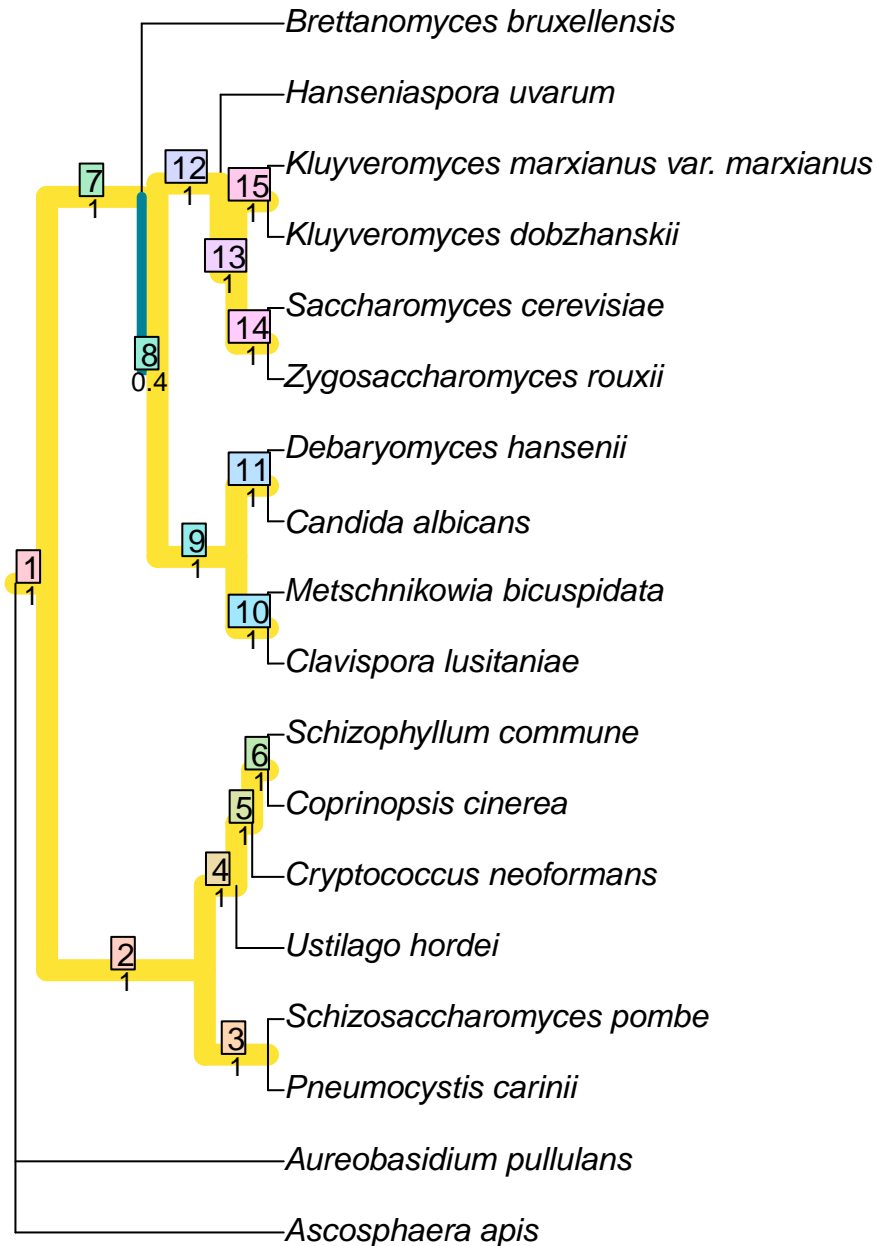 Brettanomyces bruxellensis
Hanseniaspora uvarum
12
Kluyveromyces marxianus var. marxianus
7
15
1
1
1
Kluyveromyces dobzhanskii
13
1
Saccharomyces cerevisiae
14
8
1
0.4
Zygosaccharomyces rouxii
Debaryomyces hansenii
11
1
Candida albicans
9
1
1
1
Metschnikowia bicuspidata
10
1
Clavispora lusitaniae
Schizophyllum commune
6
1
Coprinopsis cinerea
5
1
4
1
Cryptococcus neoformans
2
1
Ustilago hordei
Schizosaccharomyces pombe
3
1
Pneumocystis carinii
Aureobasidium pullulans
Ascosphaera apis